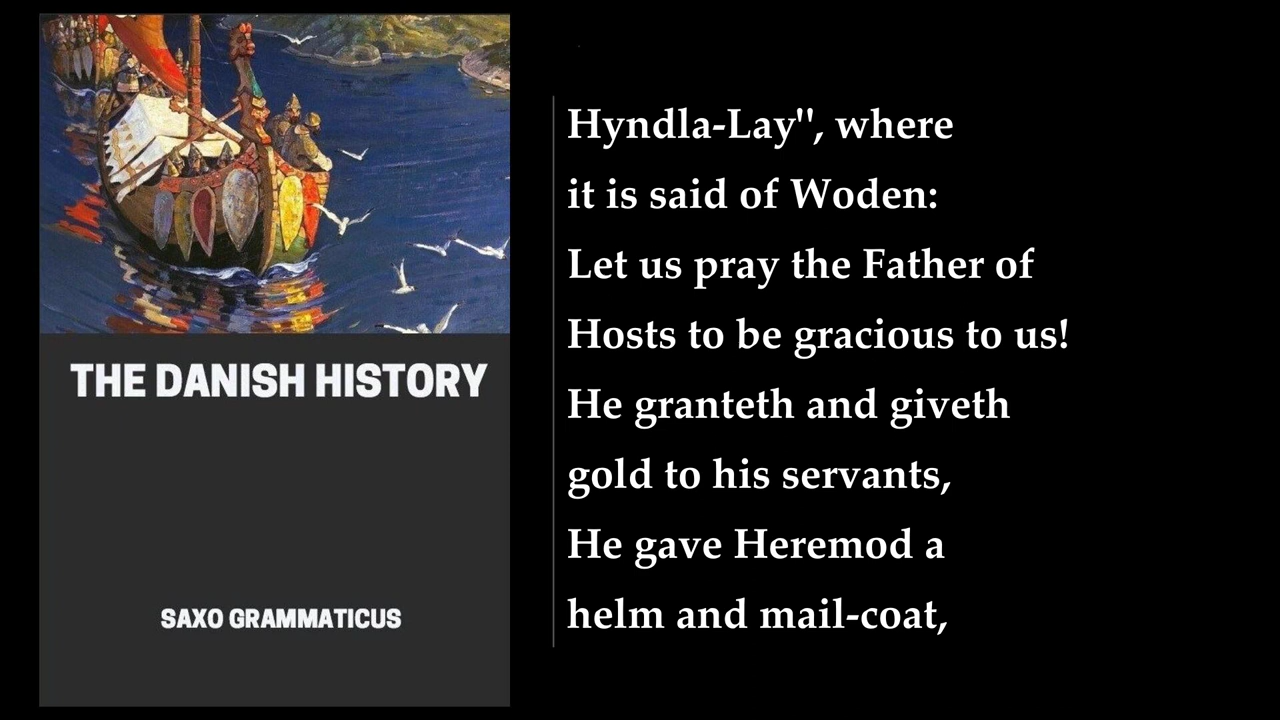 THE DANISH HISTORY
SAXO GRAMMATICUS
Hyndla-Lay", where
it is said of Woden:
Let us pray the Father of
Hosts to be gracious to us!
He granteth and giveth
gold to his servants,
He gave Heremod a
helm and mail-coat,